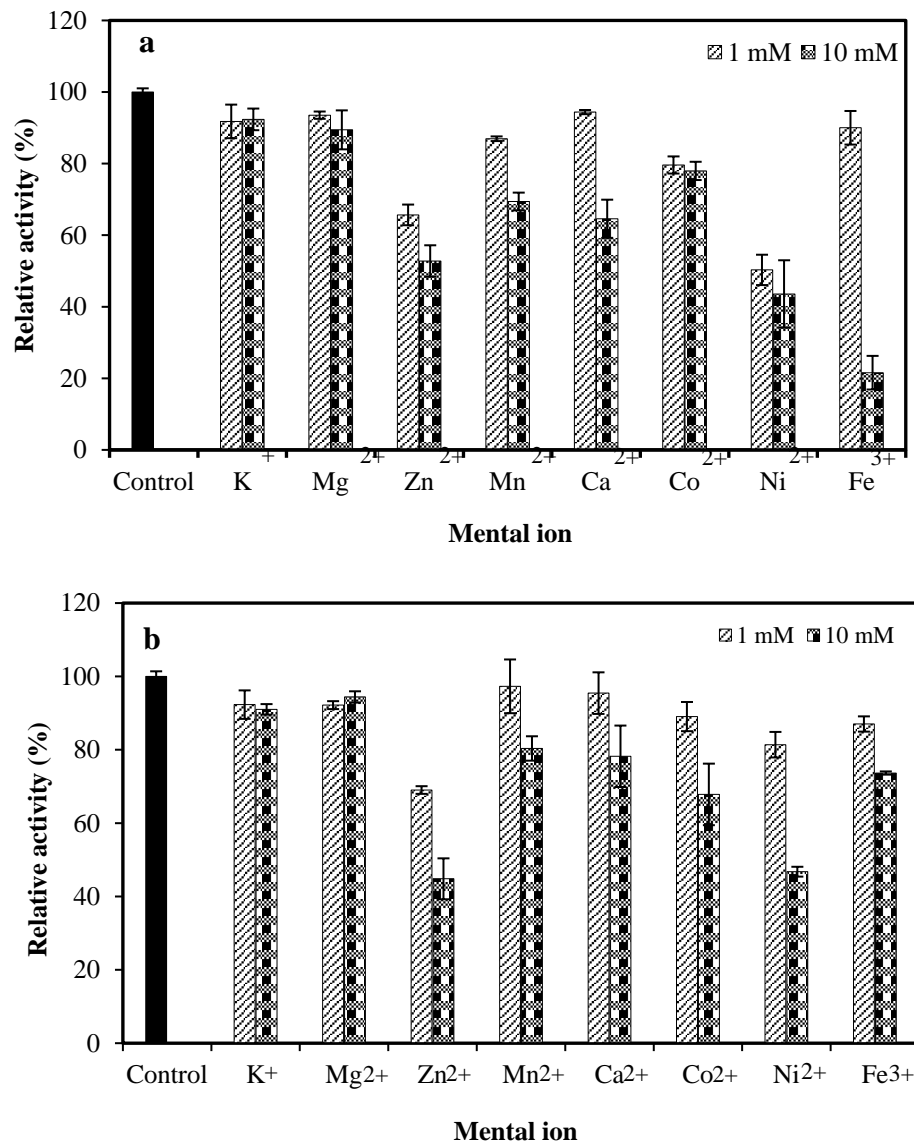 120
a
1 mM 10 mM
100
80
60
40
20
0
Relative activity (%)
Control K+ Mg2+ Zn2+ Mn2+ Ca2+ Co2+ Ni2+ Fe3+
Mental ion
120
b
1 mM 10 mM
100
80
60
40
20
0
Relative activity (%)
Control K+ Mg2+ Zn2+ Mn2+ Ca2+ Co2+ Ni2+ Fe3+
Mental ion